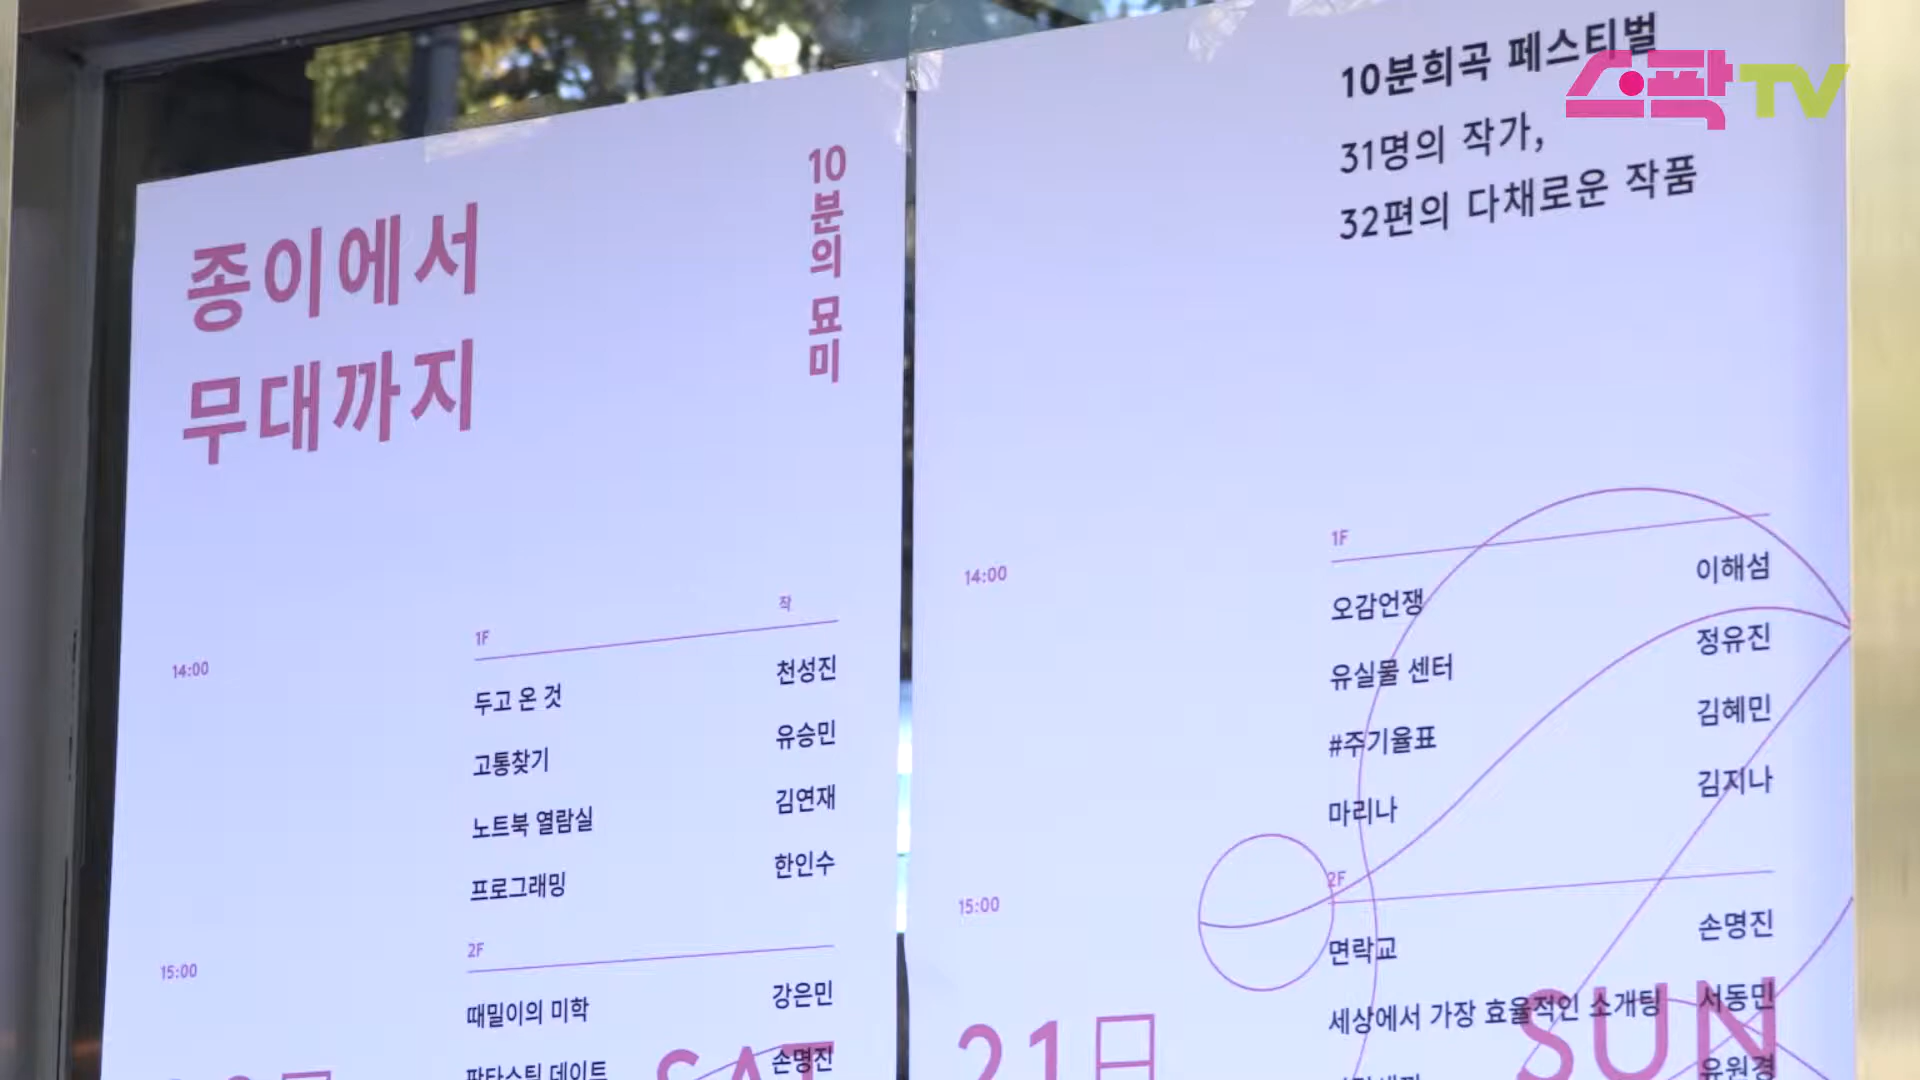 스팍TV
종이에서
무대까지
10분의 묘미
작
14:00
1F
두고 온 것 천성진
고통찾기 유승민
노트북 열람실 김연재
프로그래밍 한인수
15:00
2F
때밀이의 미학 강은민
판타스틱 데이트 손명진
SAT
10분희곡 페스티벌
31명의 작가,
32편의 다채로운 작품
14:00
1F
오감언쟁 이해섬
유실물 센터 정유진
#주기율표 김혜민
마리나 김지나
15:00
2F
면락교 손명진
세상에서 가장 효율적인 소개팅 서동민
유원경
21日 SUN